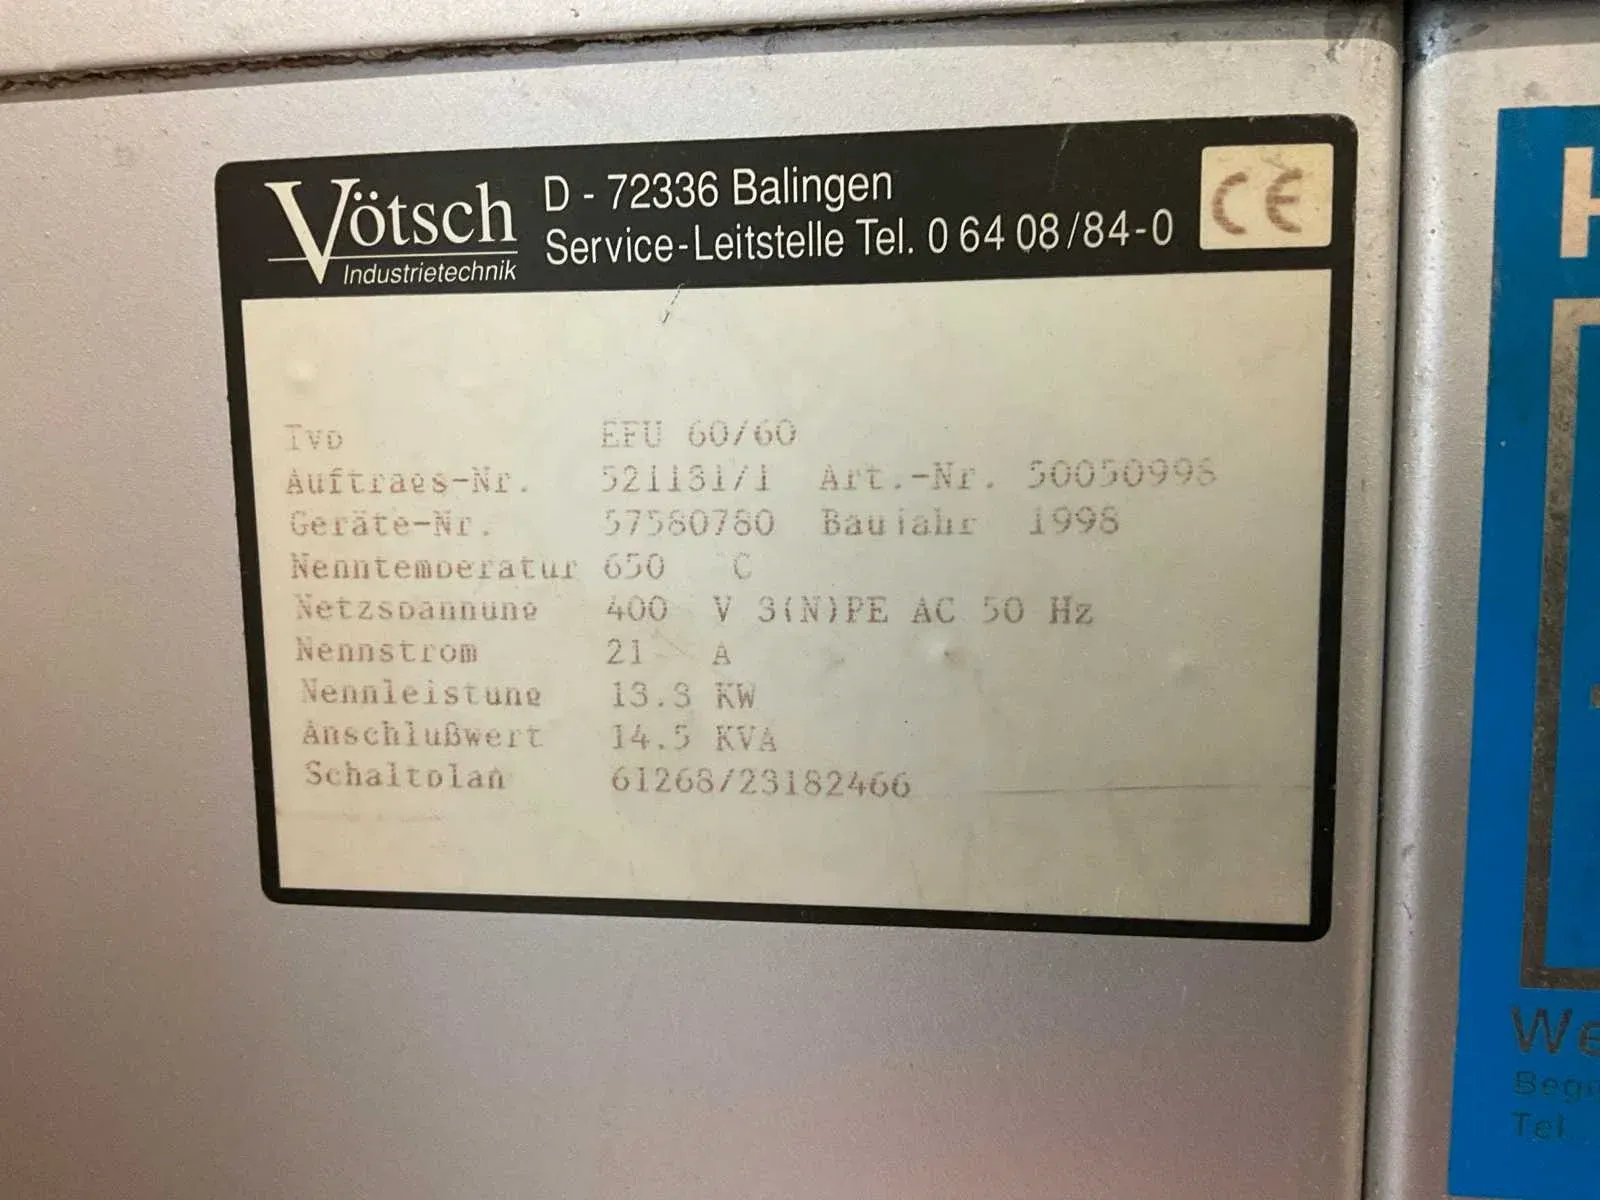 Vötsch
Industrietechnik
D - 72336 Balingen
Service-Leitstelle Tel. 0 64 08/84-0
CE
Typ EFU 60/60
Auftrags-Nr. 521131/1 Art.-Nr. 50050998
Geräte-Nr. 57580780 Baujahr 1998
Nenntemperatur 650 C
Netzspannung 400 V 3(N)PE AC 50 Hz
Nennstrom 21 A
Nennleistung 13.3 KW
Anschlußwert 14.5 KVA
Schaltplan 61268/23182466
H
We
Tel